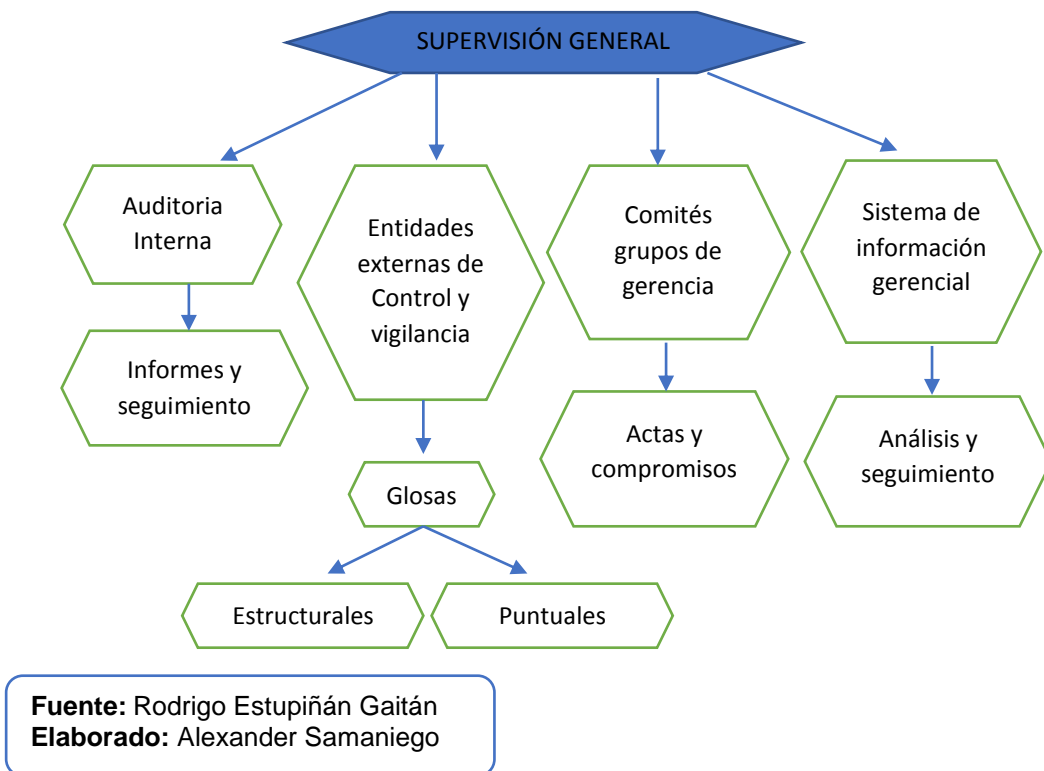 SUPERVISIÓN GENERAL
Auditoria
Interna
Entidades
externas de
Control y
vigilancia
Comités
grupos de
gerencia
Sistema de
información
gerencial
Informes y
seguimiento
Actas y
compromisos
Análisis y
seguimiento
Glosas
Estructurales
Puntuales
Fuente: Rodrigo Estupiñán Gaitán
Elaborado: Alexander Samaniego